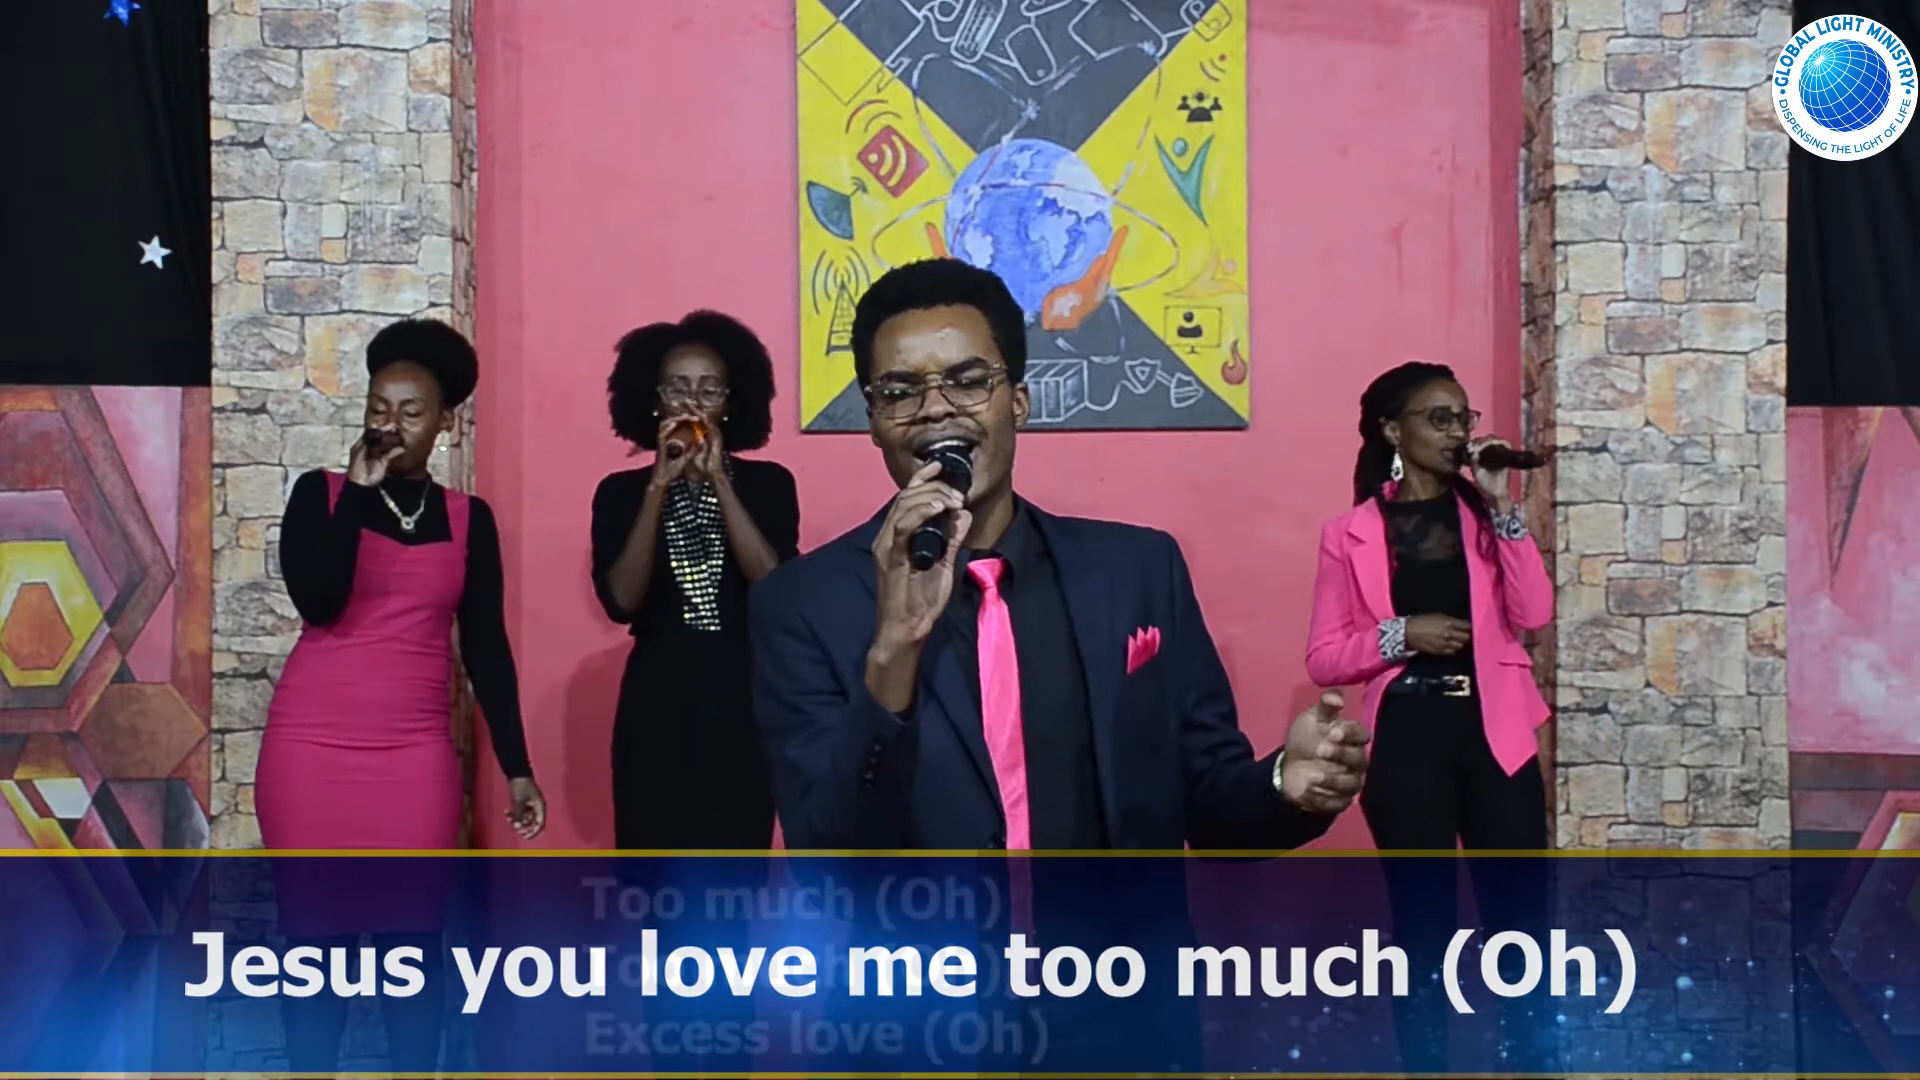 GLOBAL LIGHT MINISTRY
DISPENSING THE LIGHT OF LIFE
Too much (Oh)
Jesus you love me too much (Oh)
Excess love (Oh)